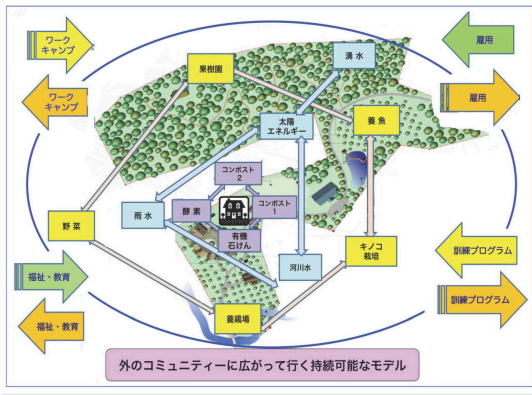 ワーク
キャンプ
湧 水
雇用
果樹園
ワーク
キャンプ
雇用
太陽
エネルギー
養 魚
コンポスト
2
雨 水
酵 素
コンポスト
1
野 菜
有機
石けん
キノコ
栽培
訓練プログラム
河川水
福祉・教育
訓練プログラム
養鶏場
福祉・教育
外のコミュニティーに広がって行く持続可能なモデル